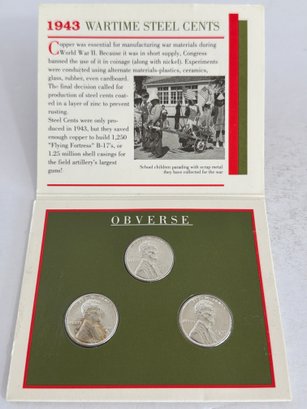 1943 WARTIME STEEL CENTS
Copper was essential for manufacturing war materials during
World War II. Because it was in short supply, Congress
banned the use of it in coinage (along with nickel). Experiments
were conducted using alternate materials-plastics, ceramics,
glass, rubber, even cardboard.
The final decision called for
production of steel cents coat-
ed in a layer of zinc to prevent
rusting.
Steel Cents were only pro-
duced in 1943, but they saved
enough copper to build 1,250
"Flying Fortress" B-17's, or
1.25 million shell casings for
the field artillery's largest
guns!
School children parading with scrap metal
they have collected for the war
OBVERSE